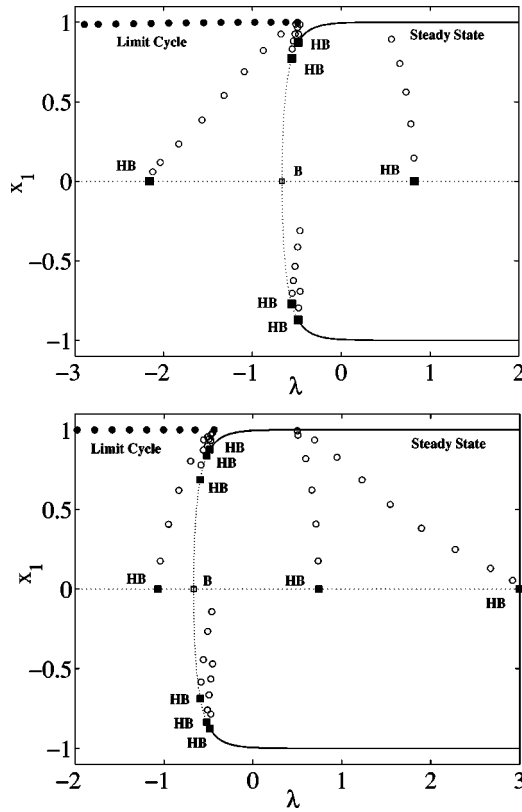 1
Limit Cycle
HB
Steady State
HB
0.5
HB
B
HB
x1
0
−0.5
HB
HB
−1
−3
−2
−1
0
1
2
λ
1
Limit Cycle
HB
Steady State
HB
0.5
HB
HB
B
HB
x1
0
HB
−0.5
HB
HB
HB
−1
−2
−1
0
1
2
3
λ